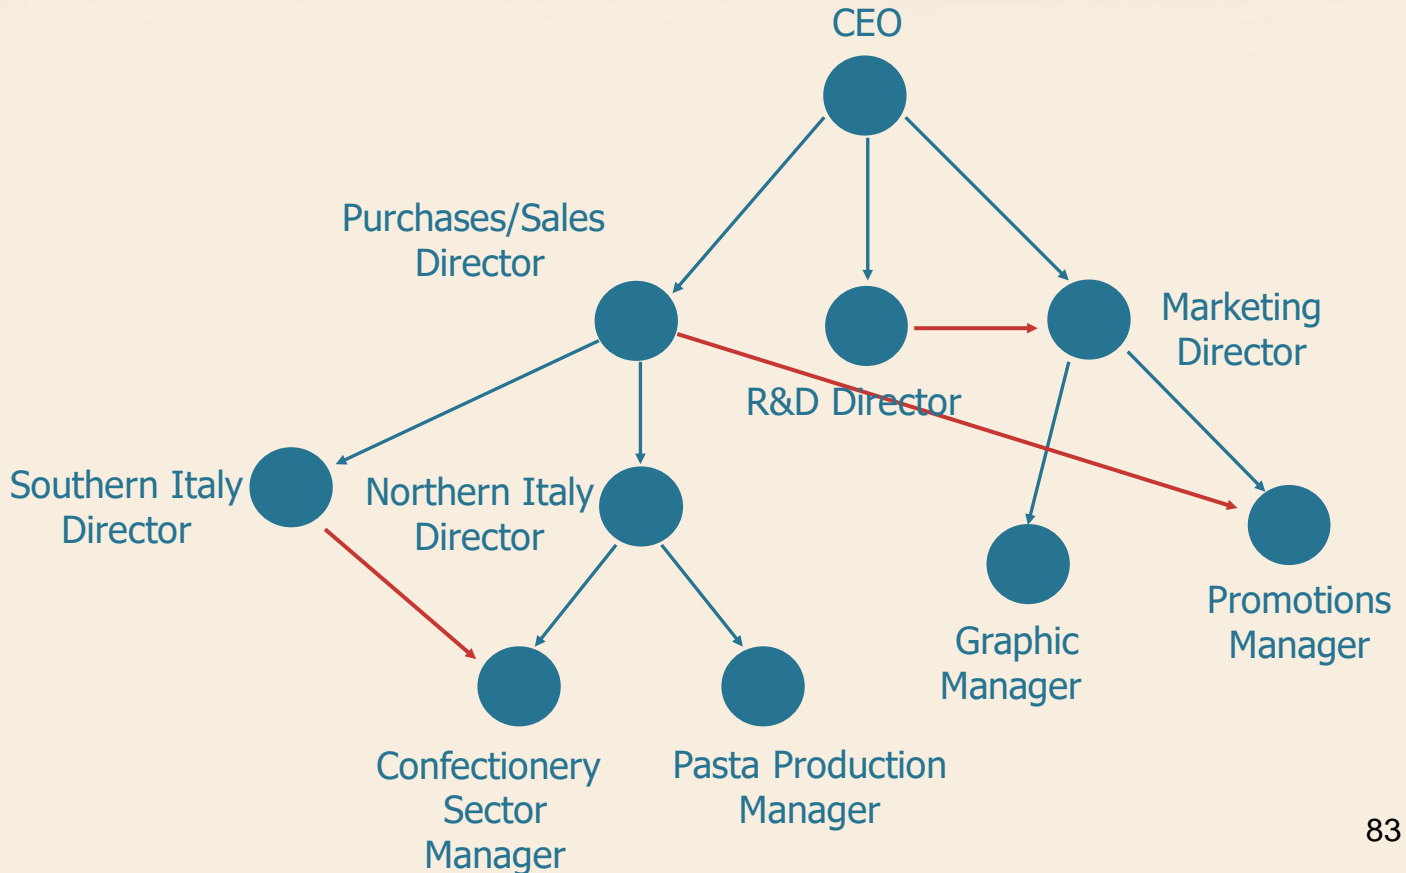 CEO
Purchases/Sales
Director
Marketing
Director
R&D Director
Southern Italy
Director
Northern Italy
Director
Graphic
Manager
Promotions
Manager
Confectionery
Sector
Manager
Pasta Production
Manager
83